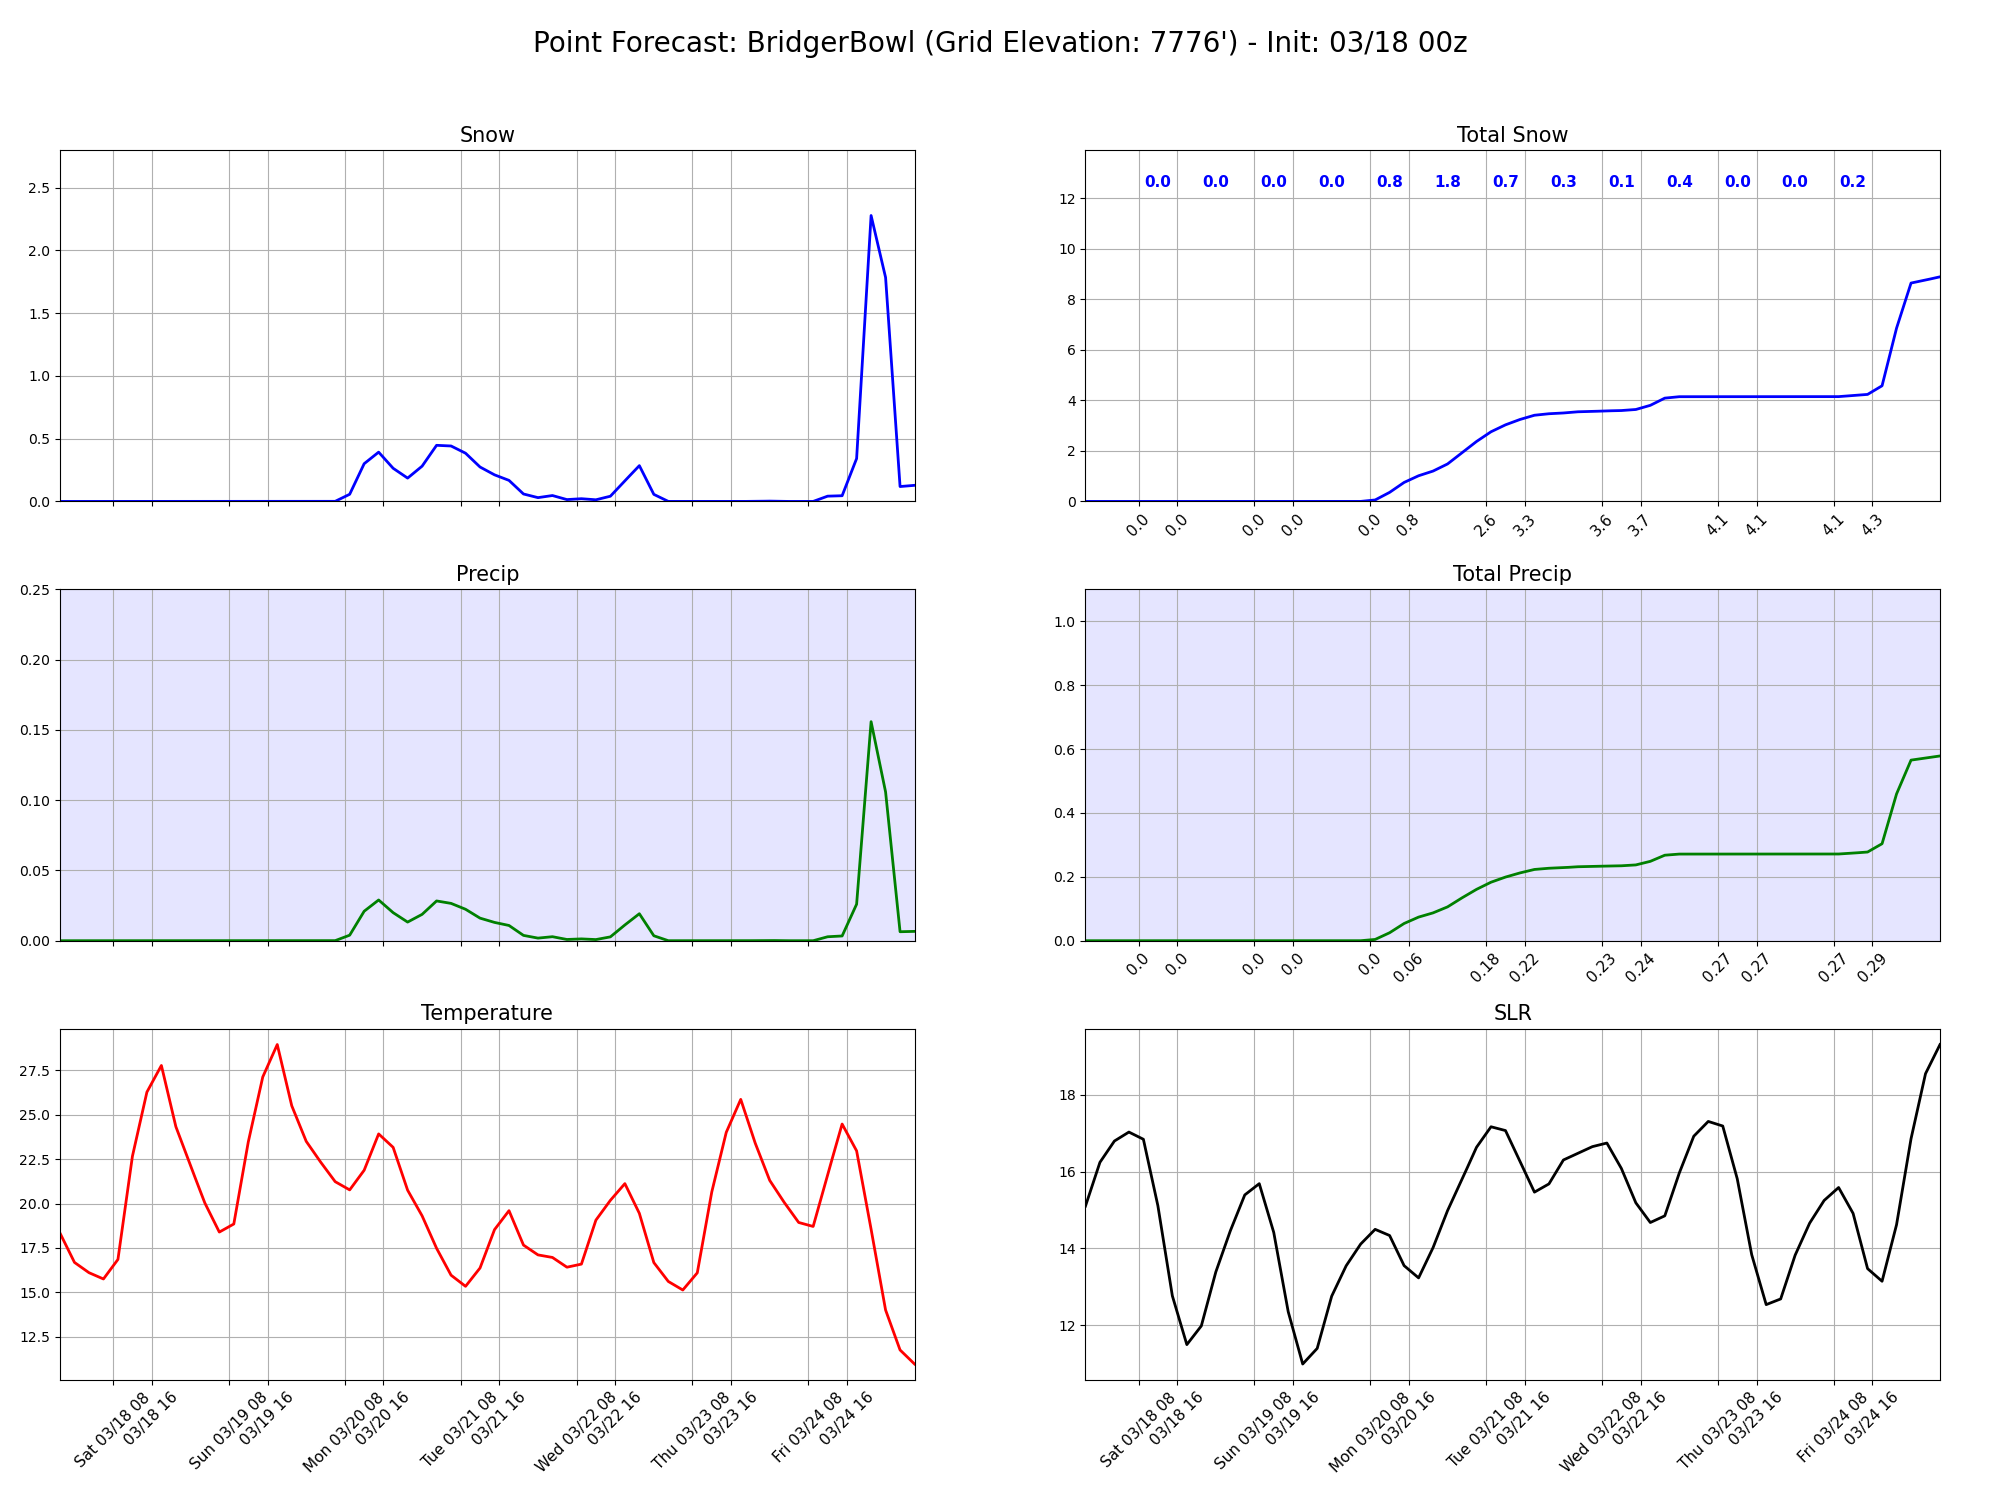 Point Forecast: BridgerBowl (Grid Elevation: 7776') - Init: 03/18 00z
Snow
2.5
2.0
1.5
1.0
0.5
0.0
Total Snow
0.0 0.0 0.0 0.0 0.8 1.8 0.7 0.3 0.1 0.4 0.0 0.0 0.2
12
10
8
6
4
2
0
0.0 0.0 0.0 0.0 0.0 0.8 2.6 3.3 3.6 3.7 4.1 4.1 4.1 4.3
Precip
0.25
0.20
0.15
0.10
0.05
0.00
Total Precip
1.0
0.8
0.6
0.4
0.2
0.0
0.0 0.0 0.0 0.0 0.0 0.06 0.18 0.22 0.23 0.24 0.27 0.27 0.27 0.29
Temperature
27.5
25.0
22.5
20.0
17.5
15.0
12.5
Sat 03/18 08
03/18 16
Sun 03/19 08
03/19 16
Mon 03/20 08
03/20 16
Tue 03/21 08
03/21 16
Wed 03/22 08
03/22 16
Thu 03/23 08
03/23 16
Fri 03/24 08
03/24 16
SLR
18
16
14
12
Sat 03/18 08
03/18 16
Sun 03/19 08
03/19 16
Mon 03/20 08
03/20 16
Tue 03/21 08
03/21 16
Wed 03/22 08
03/22 16
Thu 03/23 08
03/23 16
Fri 03/24 08
03/24 16